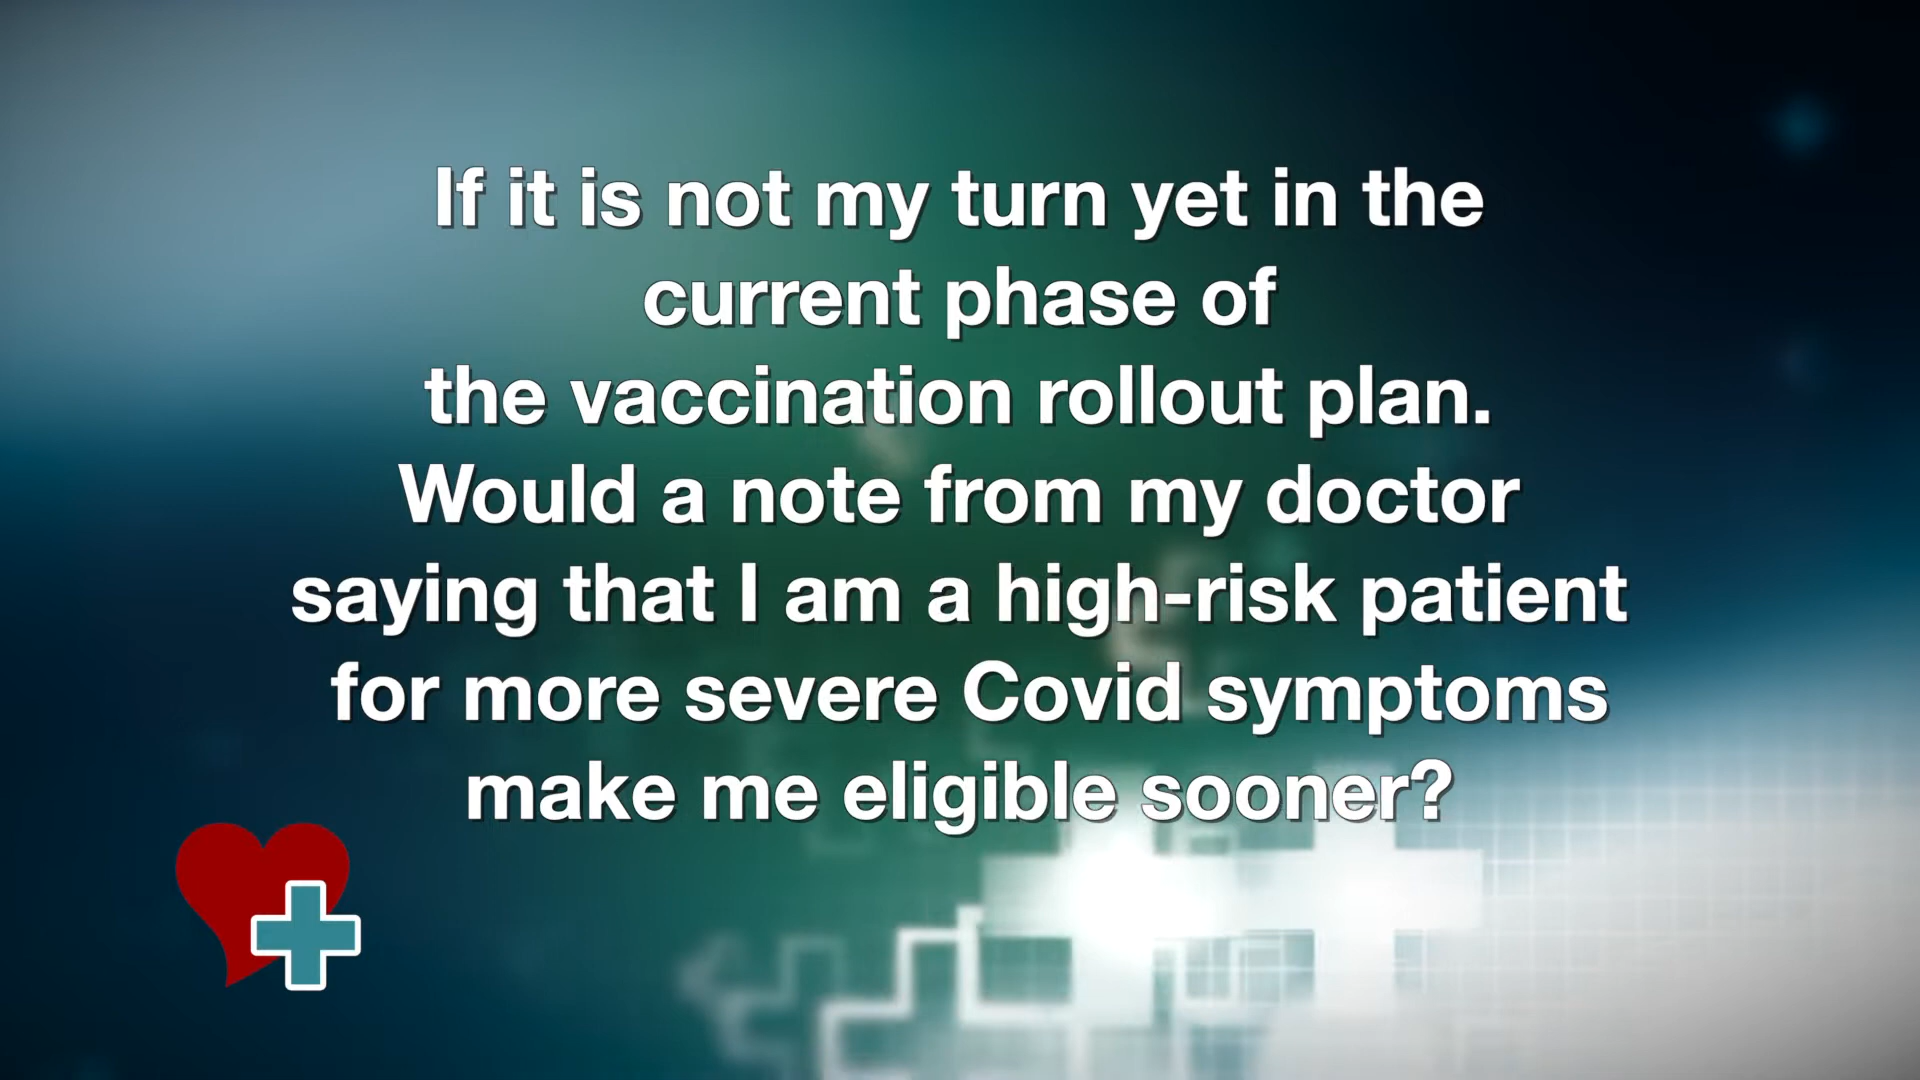 If it is not my turn yet in the
current phase of
the vaccination rollout plan.
Would a note from my doctor
saying that I am a high-risk patient
for more severe Covid symptoms
make me eligible sooner?